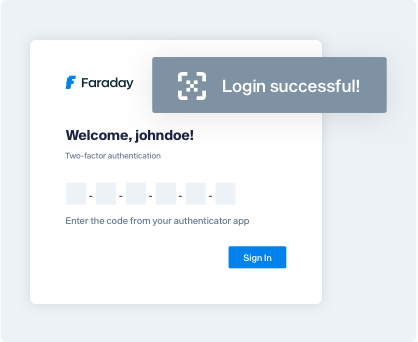 Faraday
Login successful!
Welcome, johndoe!
Two-factor authentication
- - - - -
Enter the code from your authenticator app
Sign In